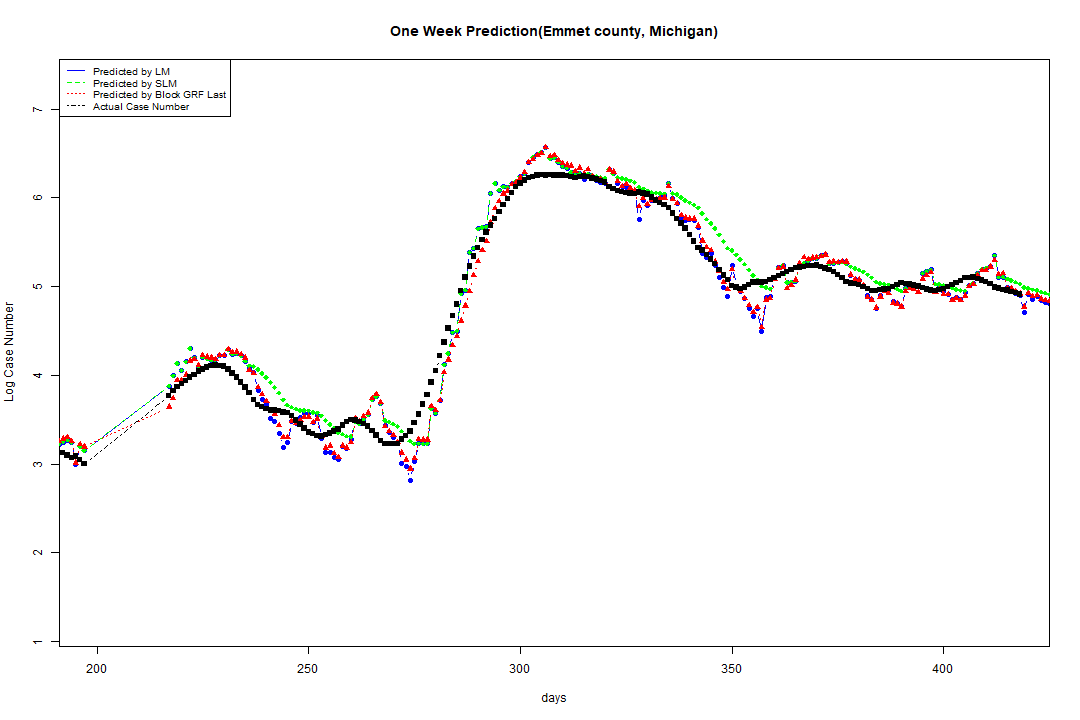 One Week Prediction(Emmet county, Michigan)
Predicted by LM
Predicted by SLM
Predicted by Block GRF Last
Actual Case Number
Log Case Number
7
6
5
4
3
2
1
200 250 300 350 400
days